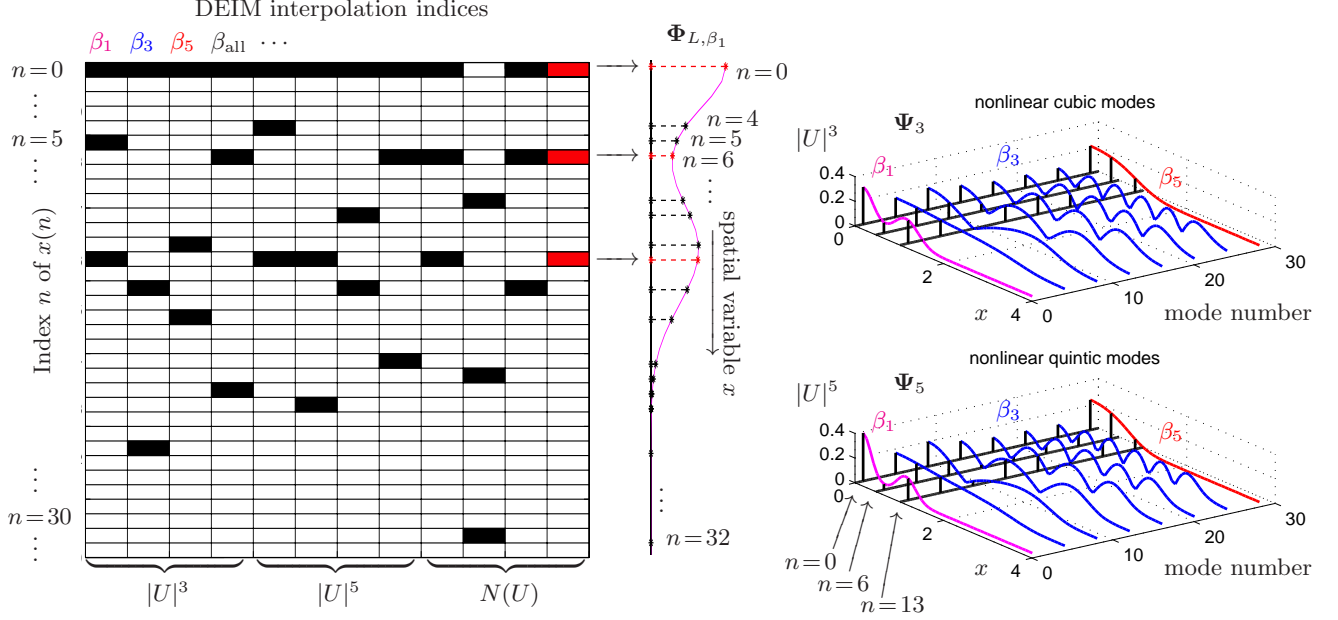 DEIM interpolation indices
β₁ β₃ β₅ β_all ⋯
n=0
⋮
n=5
⋮
⋮
n=30
⋮
Index n of x(n)
|U|³ |U|⁵ N(U)
Φ_{L,β₁}
n=0
n=4
n=5
n=6
⋮
spatial variable x
⋮
n=32
nonlinear cubic modes
|U|³ Ψ₃
β₁ β₃ β₅
0.4
0.2
0
0
2
4
x
0
10
20
30
mode number
nonlinear quintic modes
|U|⁵ Ψ₅
β₁ β₃ β₅
0.4
0.2
0
0
2
4
x
0
10
20
30
mode number
n=0
n=6
n=13